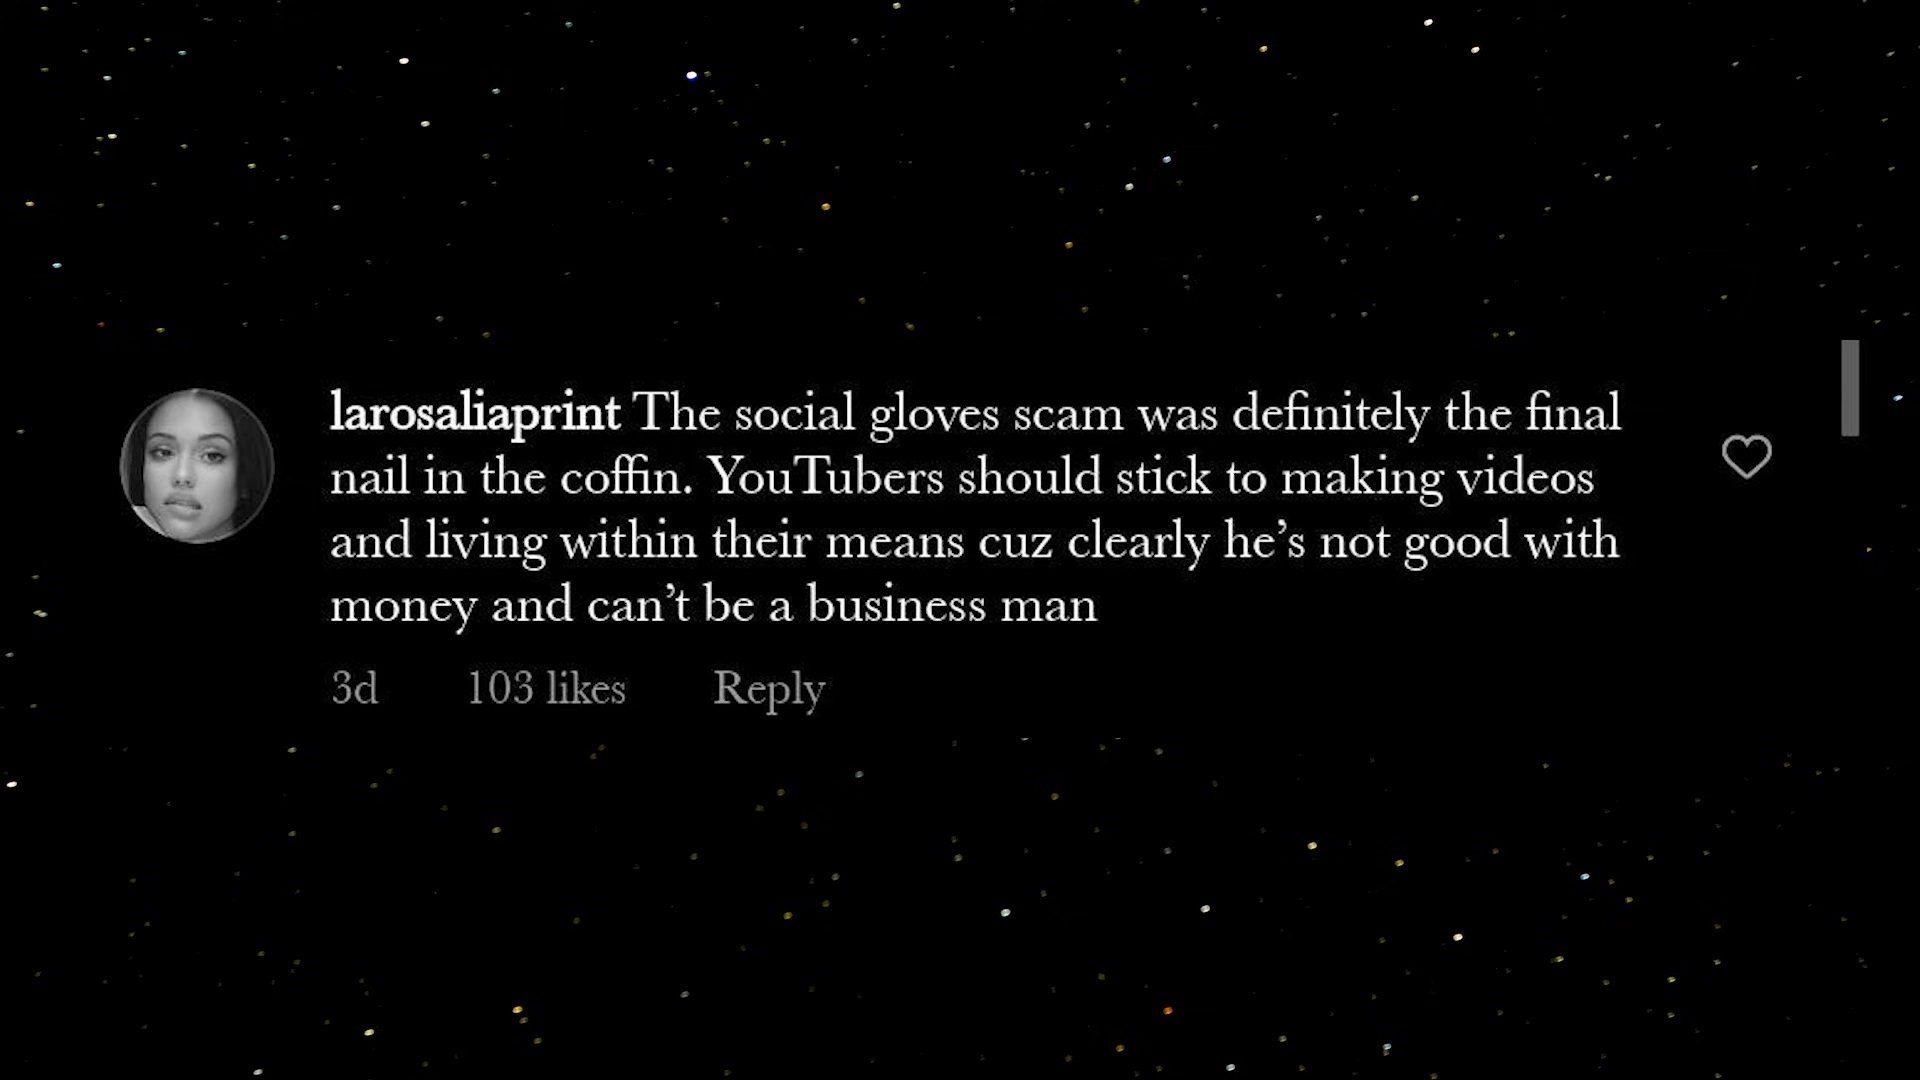 larosaliaprint The social gloves scam was definitely the final
nail in the coffin. YouTubers should stick to making videos
and living within their means cuz clearly he’s not good with
money and can’t be a business man
3d 103 likes Reply